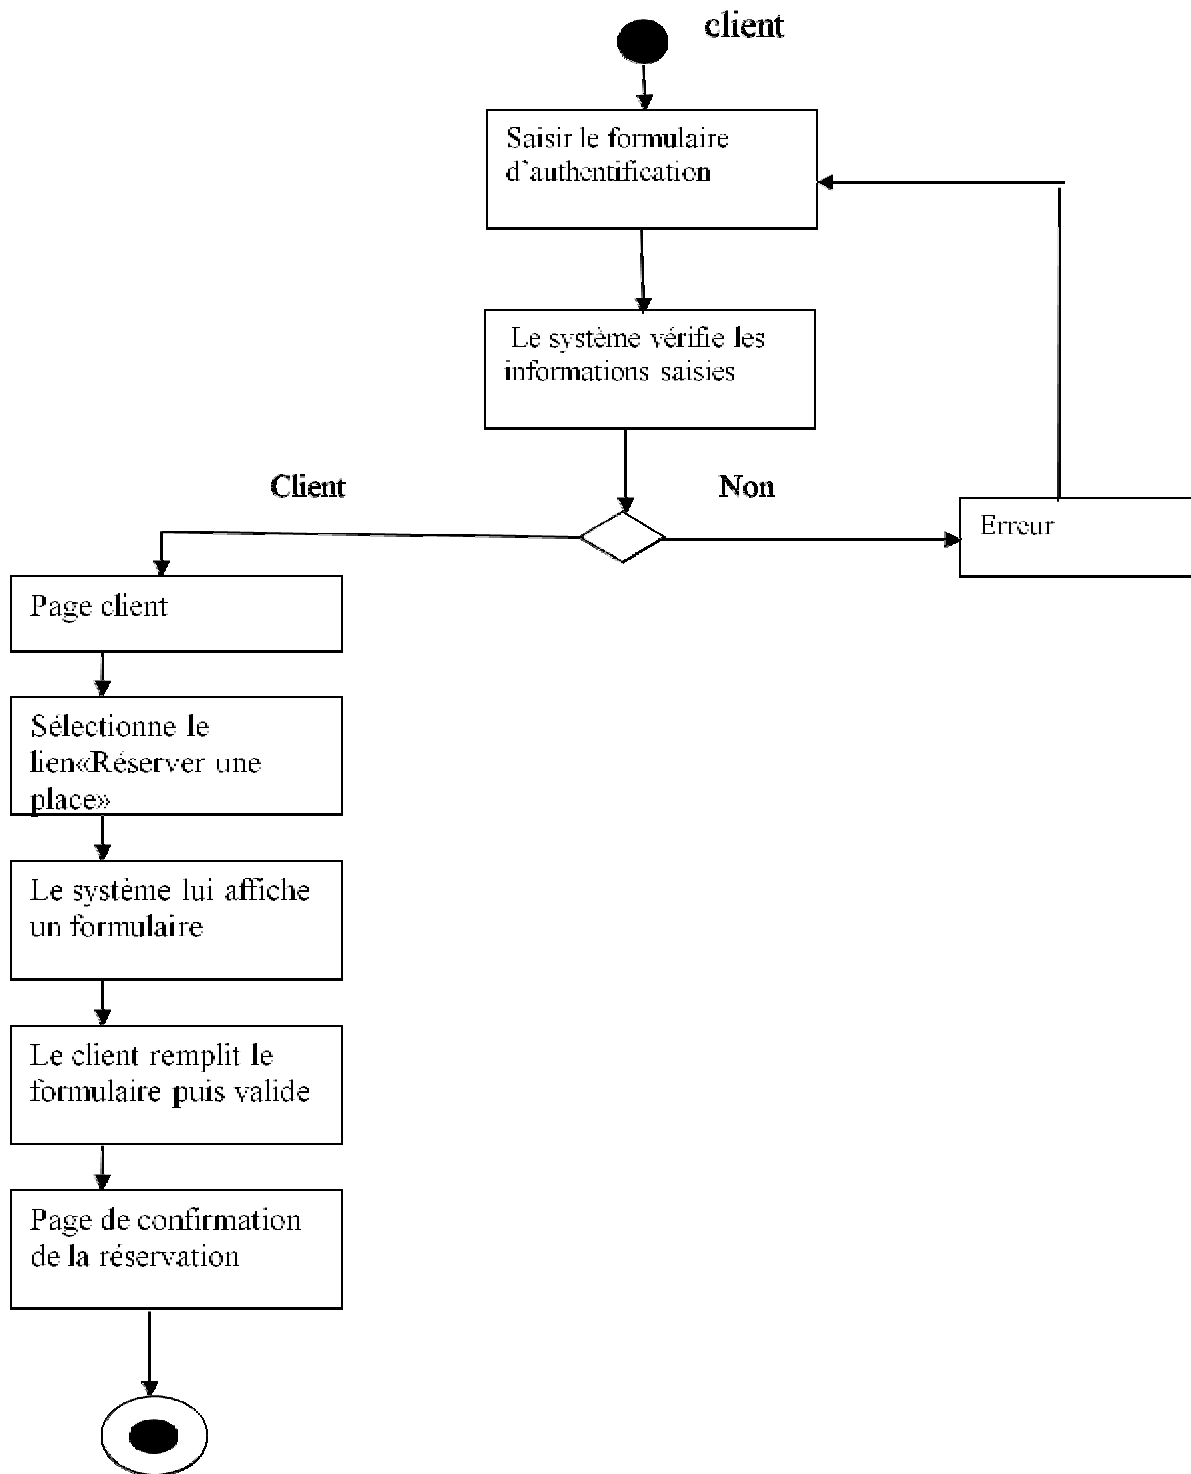 client
Saisir le formulaire
d'authentification
Le système vérifie les
informations saisies
Client
Non
Erreur
Page client
Sélectionne le
lien«Réserver une
place»
Le système lui affiche
un formulaire
Le client remplit le
formulaire puis valide
Page de confirmation
de la réservation